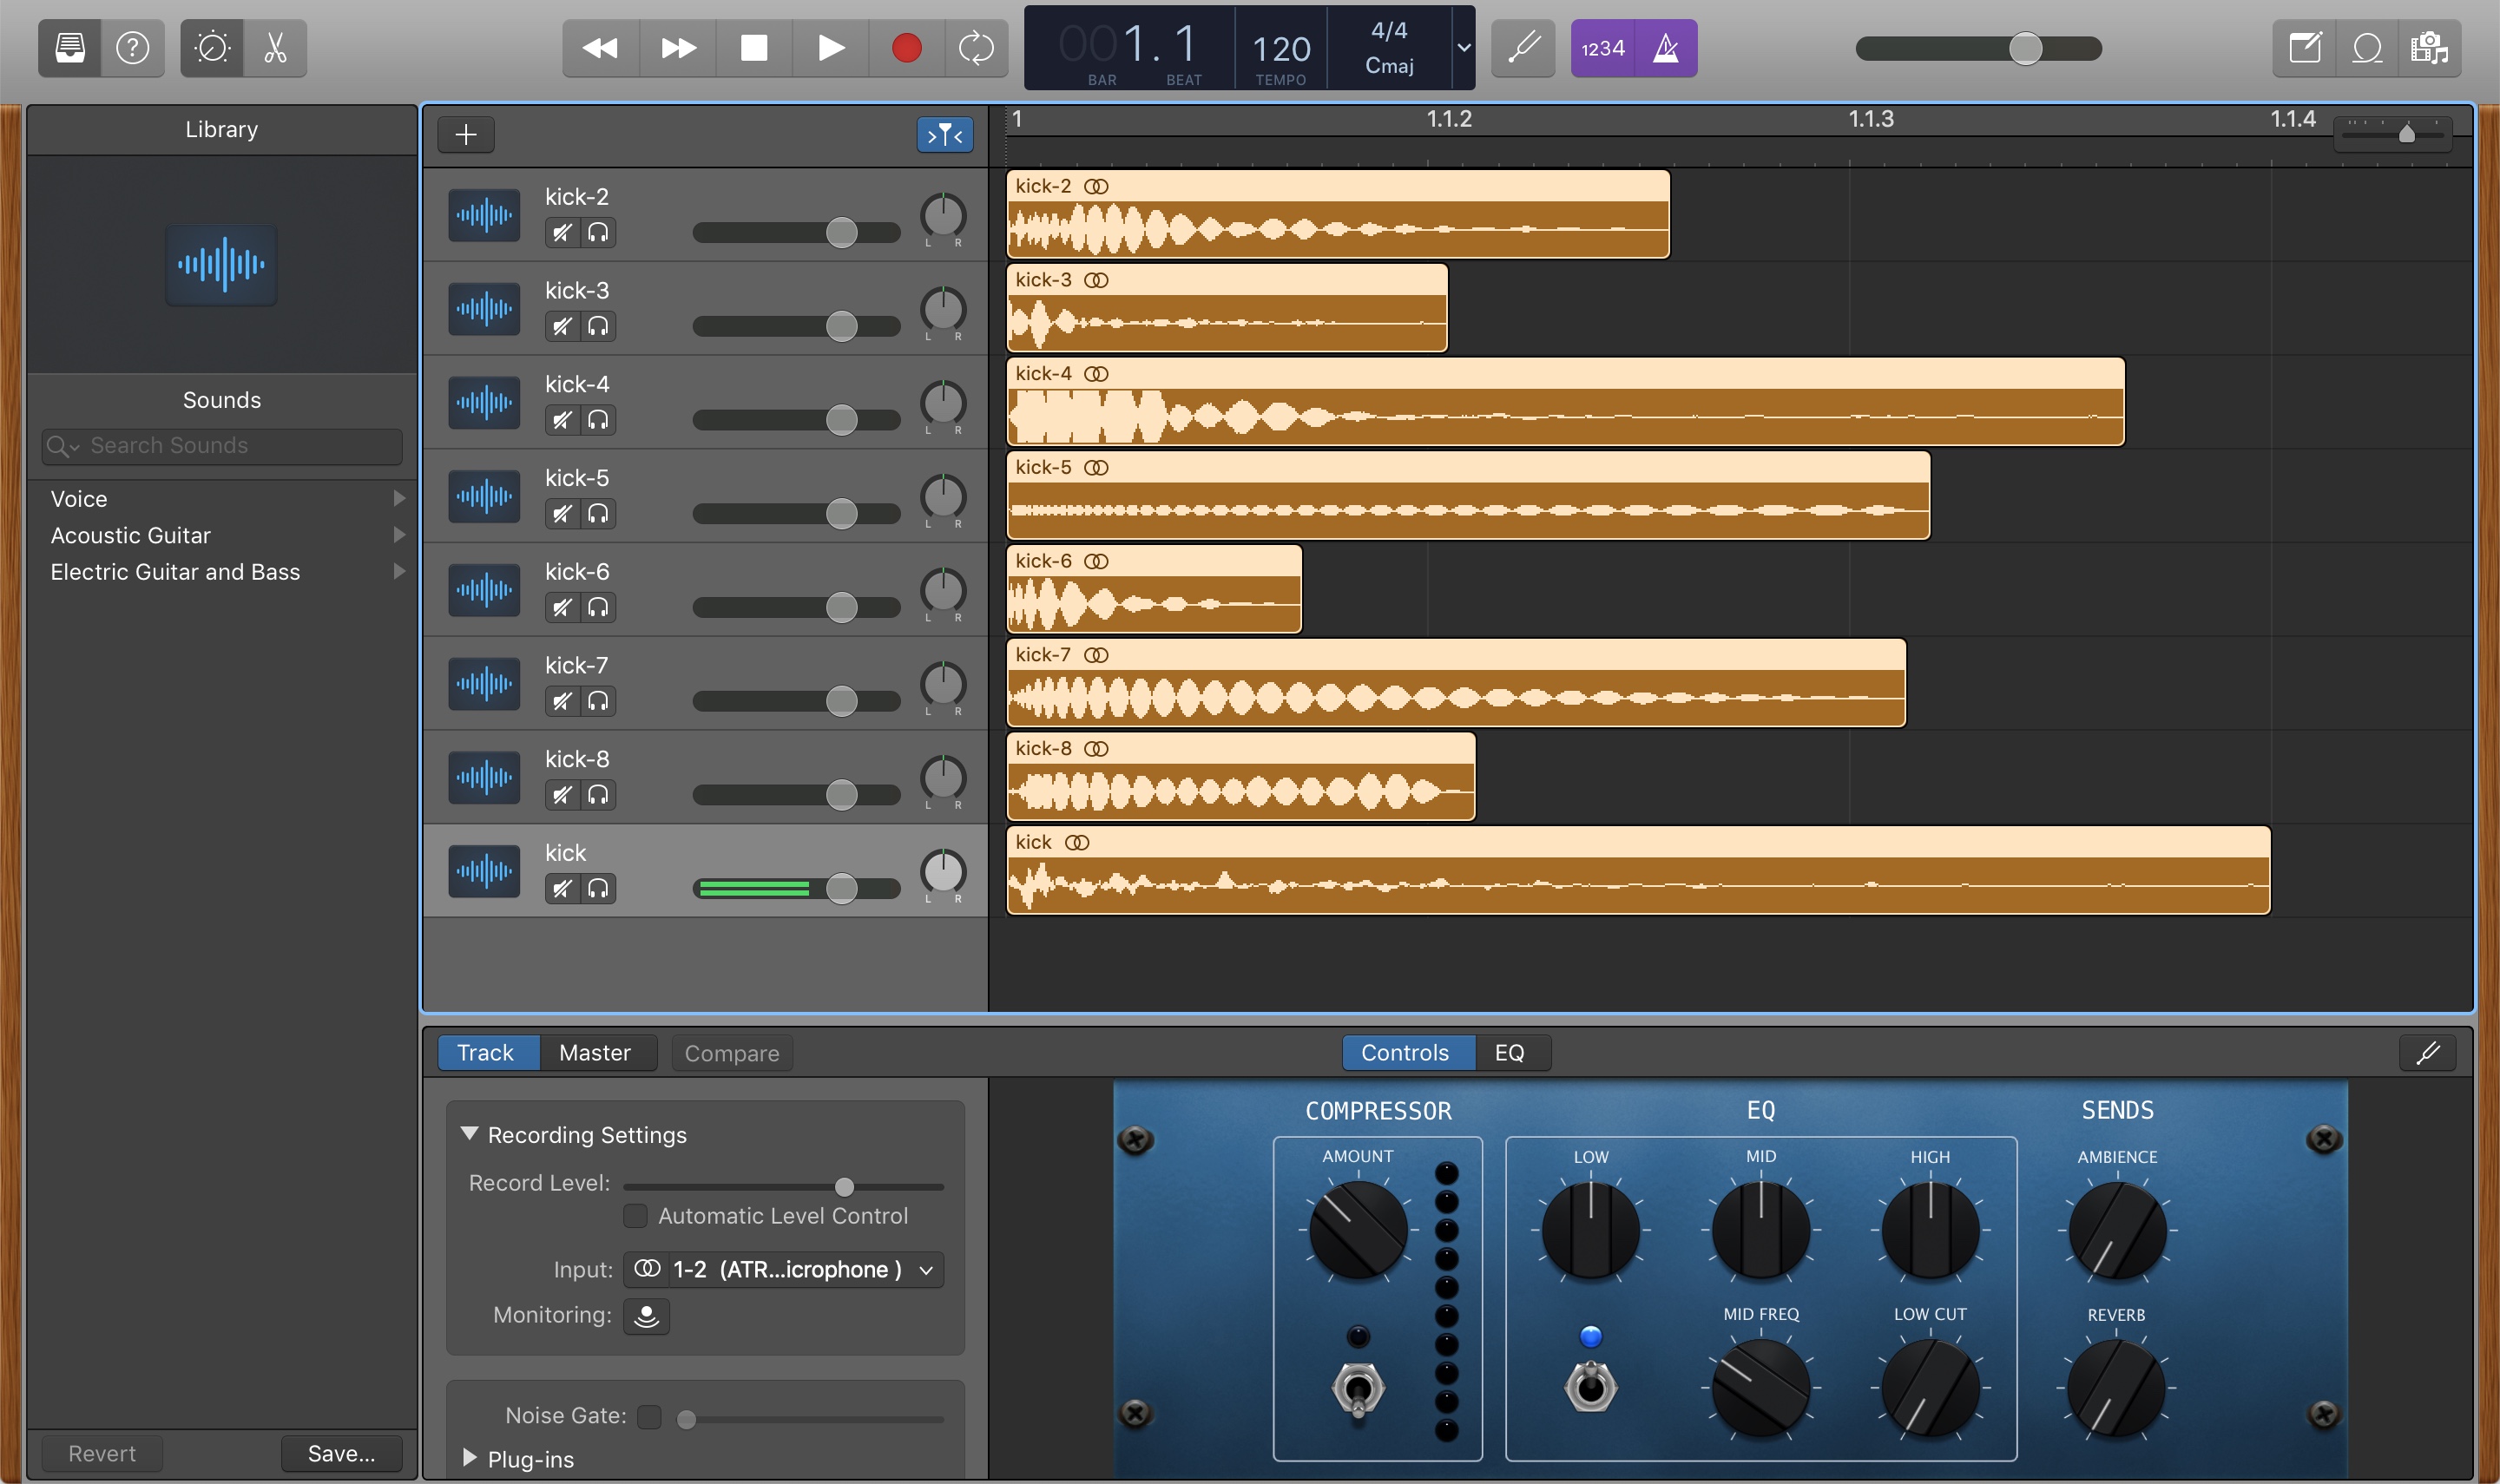 001. 1
BAR BEAT
120
TEMPO
4/4
Cmaj
1234
Library
Sounds
Search Sounds
Voice
Acoustic Guitar
Electric Guitar and Bass
Revert
Save...
1 1.1.2 1.1.3 1.1.4
kick-2
L R
kick-2
kick-3
L R
kick-3
kick-4
L R
kick-4
kick-5
L R
kick-5
kick-6
L R
kick-6
kick-7
L R
kick-7
kick-8
L R
kick-8
kick
L R
kick
Track Master Compare
Controls EQ
Recording Settings
Record Level:
Automatic Level Control
Input: 1-2 (ATR...icrophone )
Monitoring:
Noise Gate:
Plug-ins
COMPRESSOR EQ SENDS
AMOUNT LOW MID HIGH AMBIENCE
MID FREQ LOW CUT REVERB